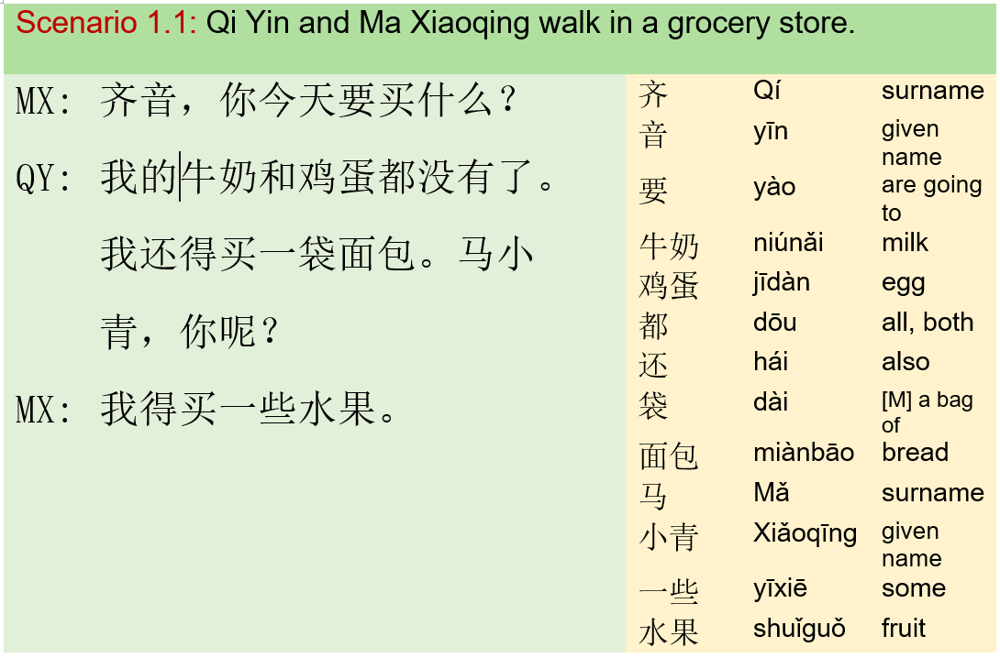 Scenario 1.1: Qi Yin and Ma Xiaoqing walk in a grocery store.
MX: 齐音，你今天要买什么？
QY: 我的牛奶和鸡蛋都没有了。
我还得买一袋面包。马小
青，你呢？
MX: 我得买一些水果。
齐 Qí surname
音 yīn given
name
要 yào are going
to
牛奶 niúnǎi milk
鸡蛋 jīdàn egg
都 dōu all, both
还 hái also
袋 dài [M] a bag
of
面包 miànbāo bread
马 Mǎ surname
小青 Xiǎoqīng given
name
一些 yīxiē some
水果 shuǐguǒ fruit